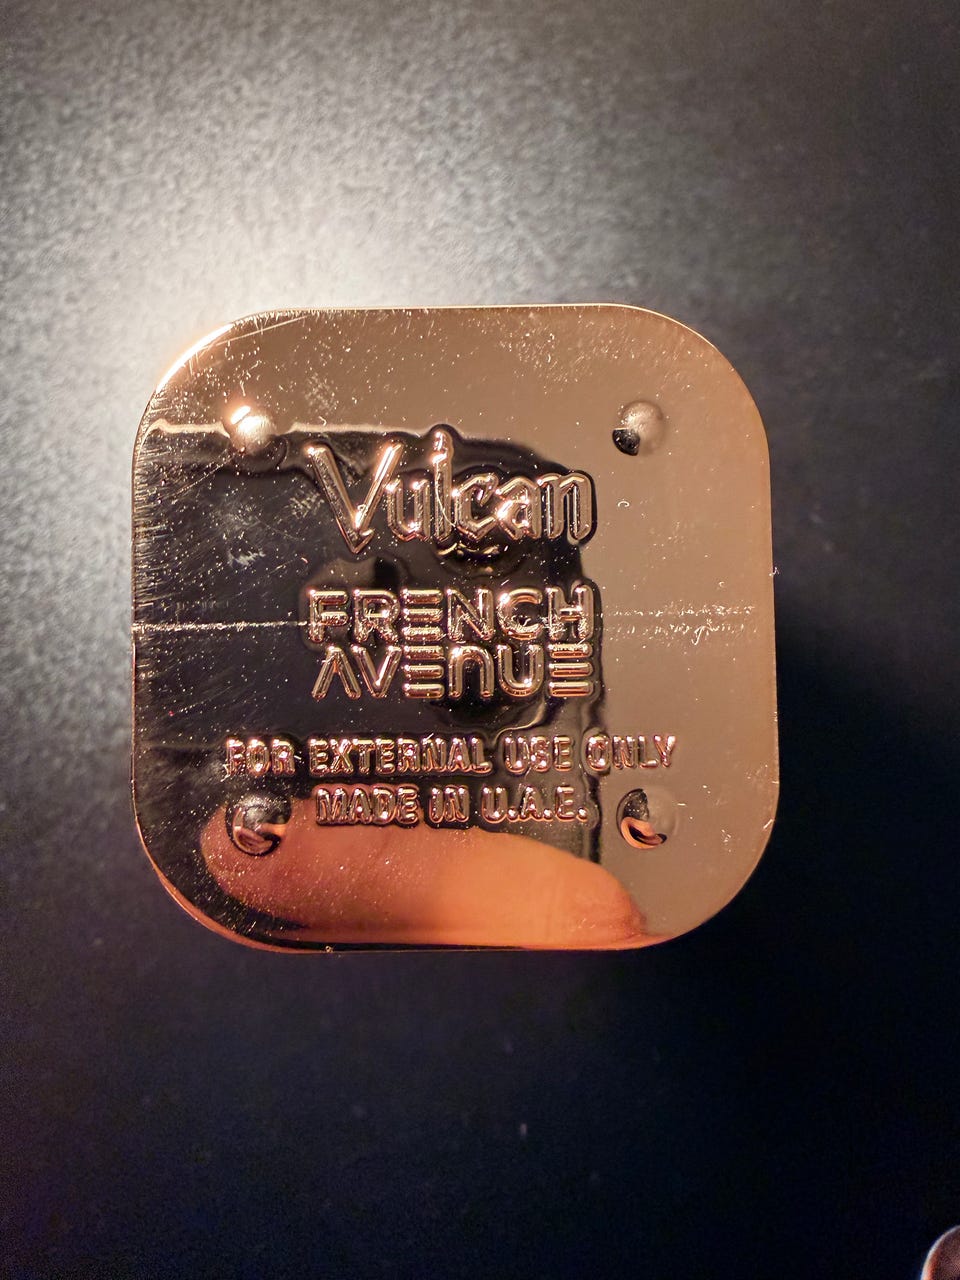 Vulcan
FRENCH
AVENUE
FOR EXTERNAL USE ONLY
MADE IN U.A.E.